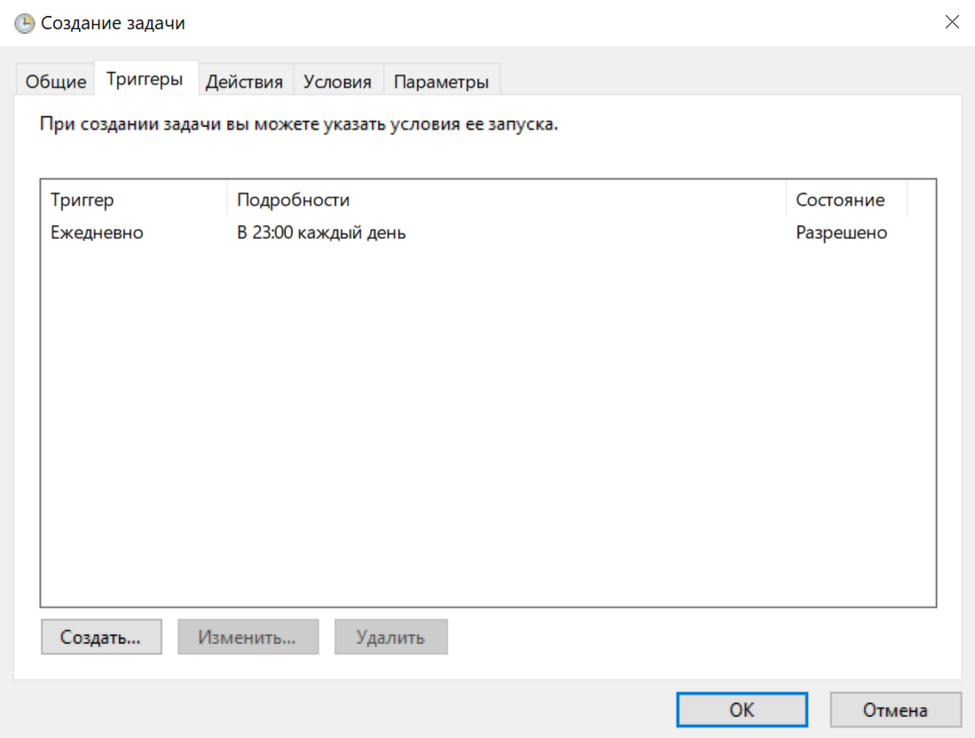 Создание задачи
Общие Триггеры Действия Условия Параметры
При создании задачи вы можете указать условия ее запуска.
Триггер Подробности Состояние
Ежедневно В 23:00 каждый день Разрешено
Создать... Изменить... Удалить
ОК Отмена